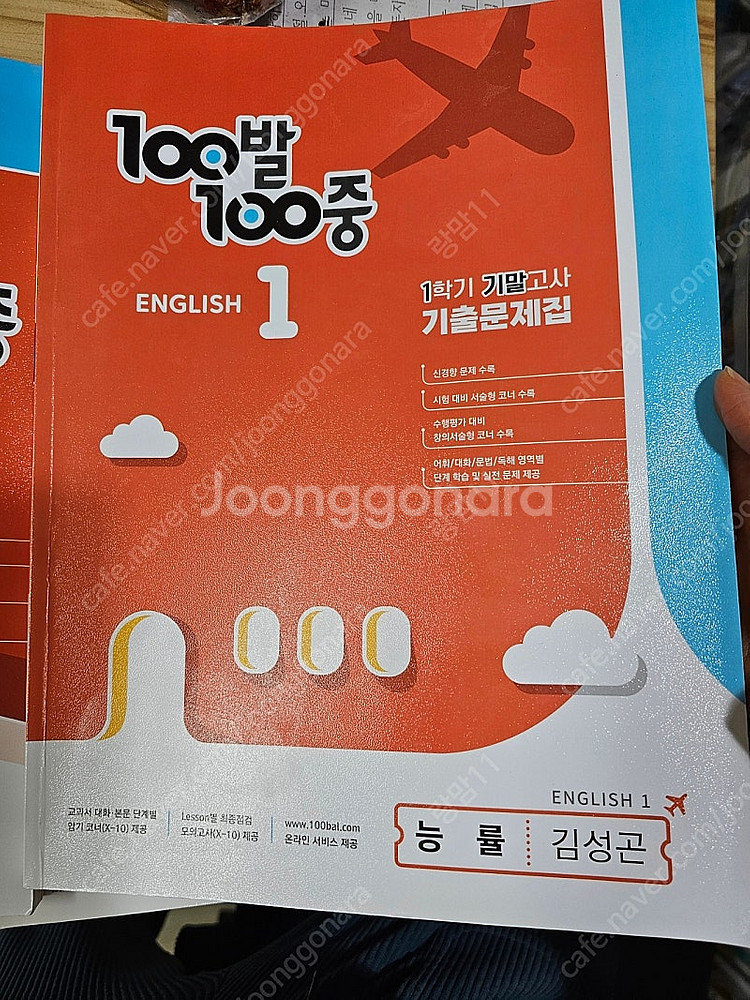 100발
100중
ENGLISH 1
1학기 기말고사
기출문제집
신경향 문제 수록
시험 대비 서술형 코너 수록
수행평가 대비
창의서술형 코너 수록
어휘/대화/문법/독해 영역별
단계 학습 및 실전 문제 제공
Joonggonara
랑맘11
cafe.naver.com/joonggonara
교과서 대화·본문 단계별
암기 코너(X-10) 제공
Lesson별 최종점검
모의고사(X-10) 제공
www.100bal.com
온라인 서비스 제공
ENGLISH 1
능률 김성곤
중